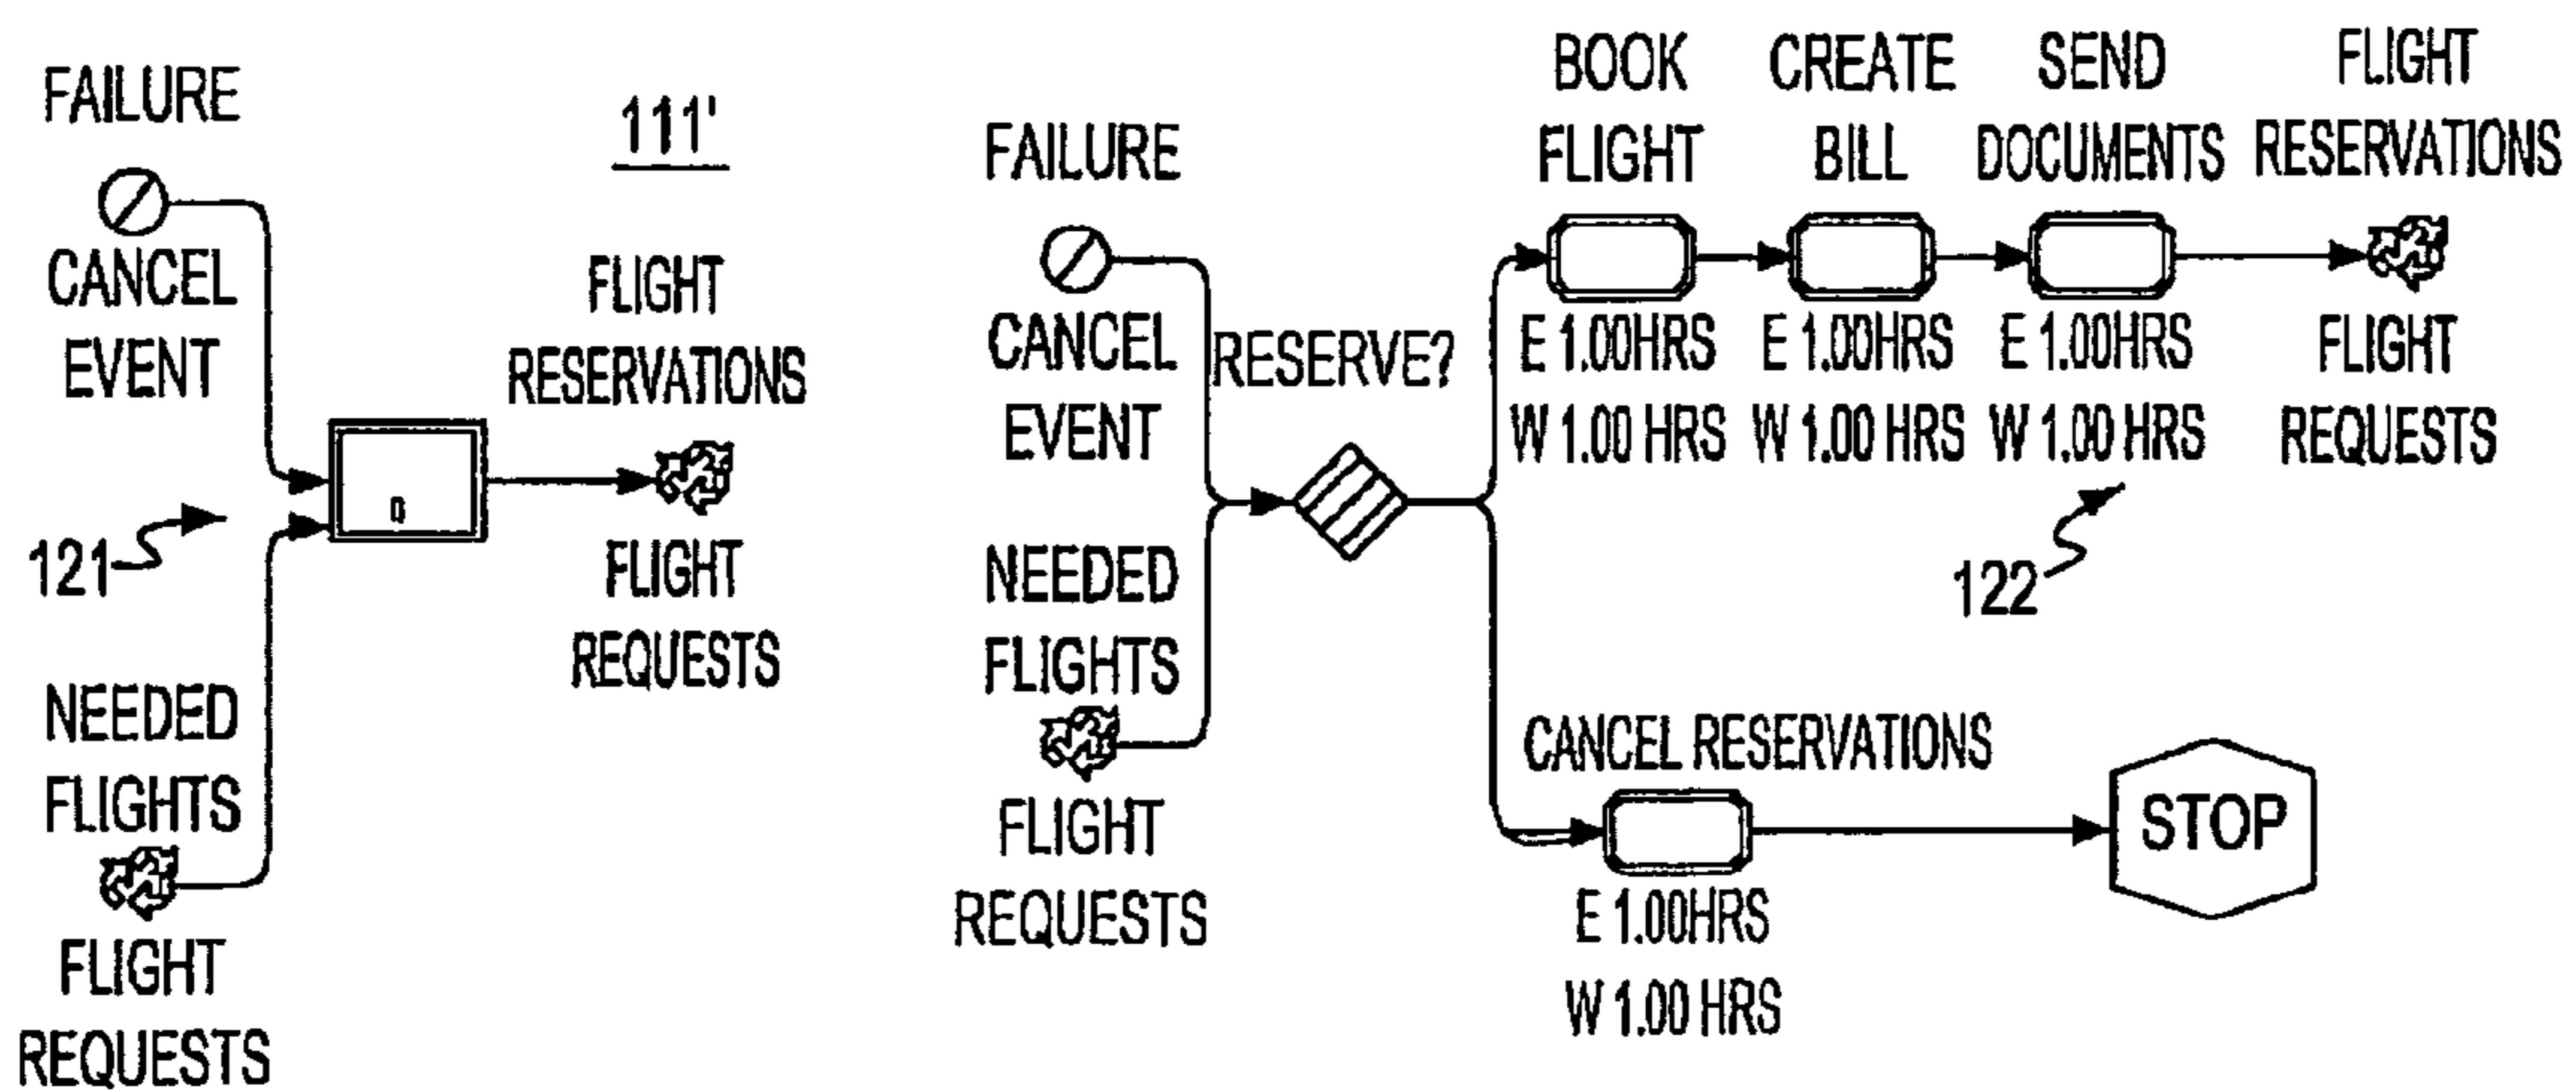 FAILURE
CANCEL
EVENT
111'
FLIGHT
RESERVATIONS
FLIGHT
REQUESTS
121
NEEDED
FLIGHTS
FLIGHT
REQUESTS
FAILURE
CANCEL
EVENT
RESERVE?
NEEDED
FLIGHTS
FLIGHT
REQUESTS
BOOK
FLIGHT
E 1.00HRS
W 1.00 HRS
CREATE
BILL
E 1.00HRS
W 1.00 HRS
SEND
DOCUMENTS
E 1.00HRS
W 1.00 HRS
FLIGHT
RESERVATIONS
FLIGHT
REQUESTS
122
CANCEL RESERVATIONS
E 1.00HRS
W 1.00 HRS
STOP